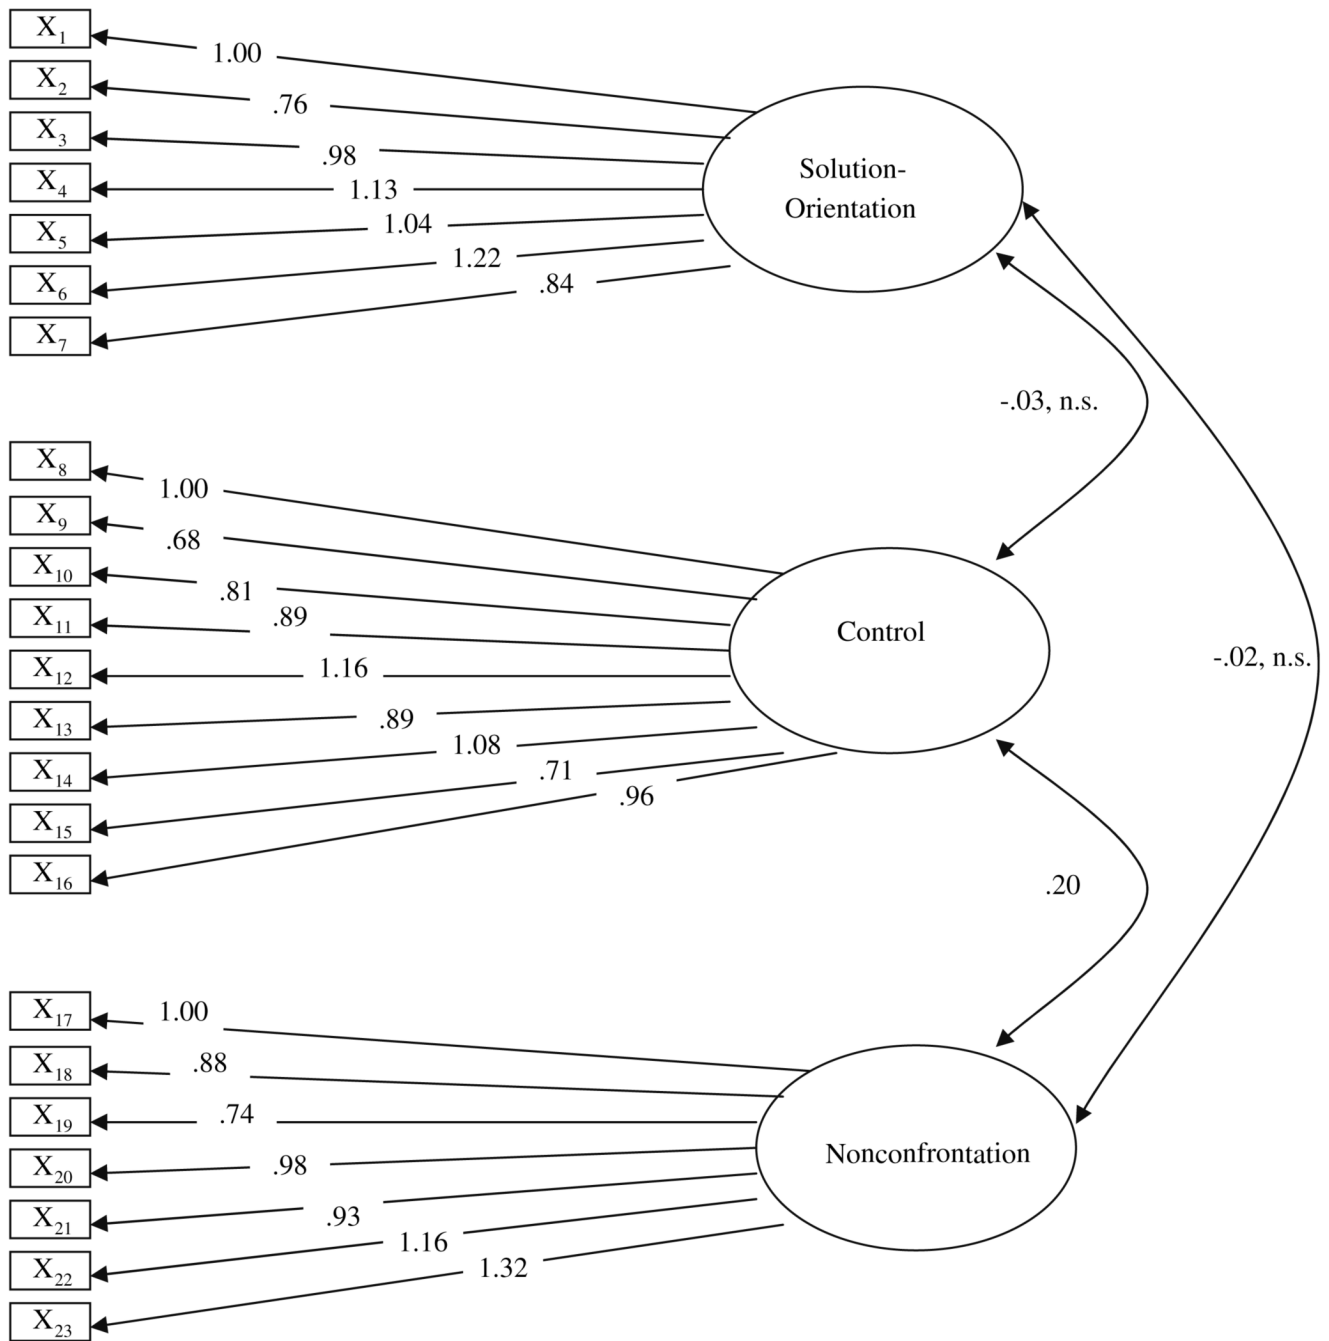 X1
1.00
X2
.76
X3
.98
X4
1.13
X5
1.04
X6
1.22
X7
.84
Solution-
Orientation
-.03, n.s.
X8
1.00
X9
.68
X10
.81
X11
.89
X12
1.16
X13
.89
X14
1.08
X15
.71
X16
.96
Control
-.02, n.s.
.20
X17
1.00
X18
.88
X19
.74
X20
.98
X21
.93
X22
1.16
X23
1.32
Nonconfrontation